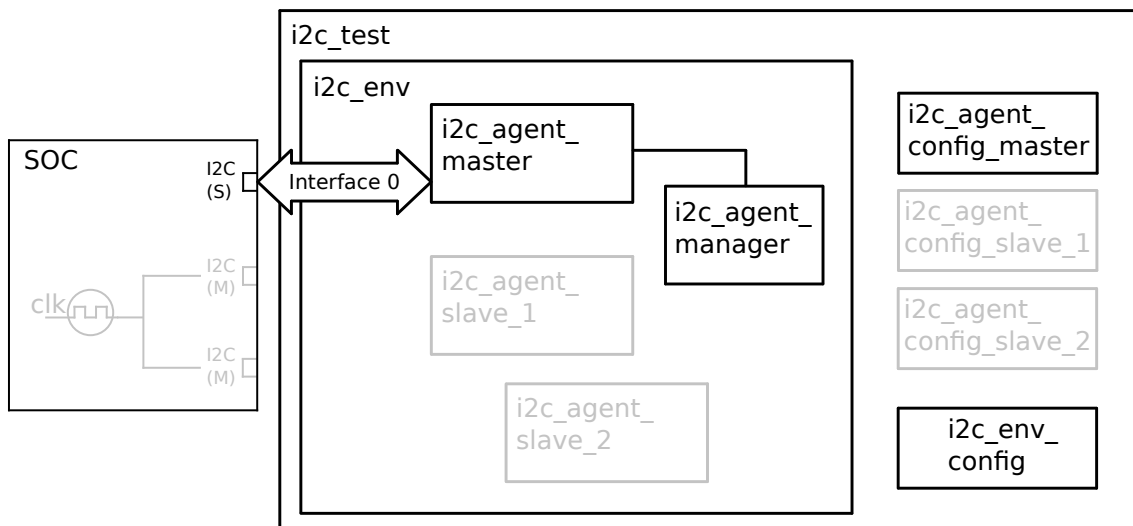 i2c_test
i2c_env
SOC
I2C
(S)
Interface 0
i2c_agent_
master
i2c_agent_
manager
I2C
(M)
clk
I2C
(M)
i2c_agent_
slave_1
i2c_agent_
slave_2
i2c_agent_
config_master
i2c_agent_
config_slave_1
i2c_agent_
config_slave_2
i2c_env_
config